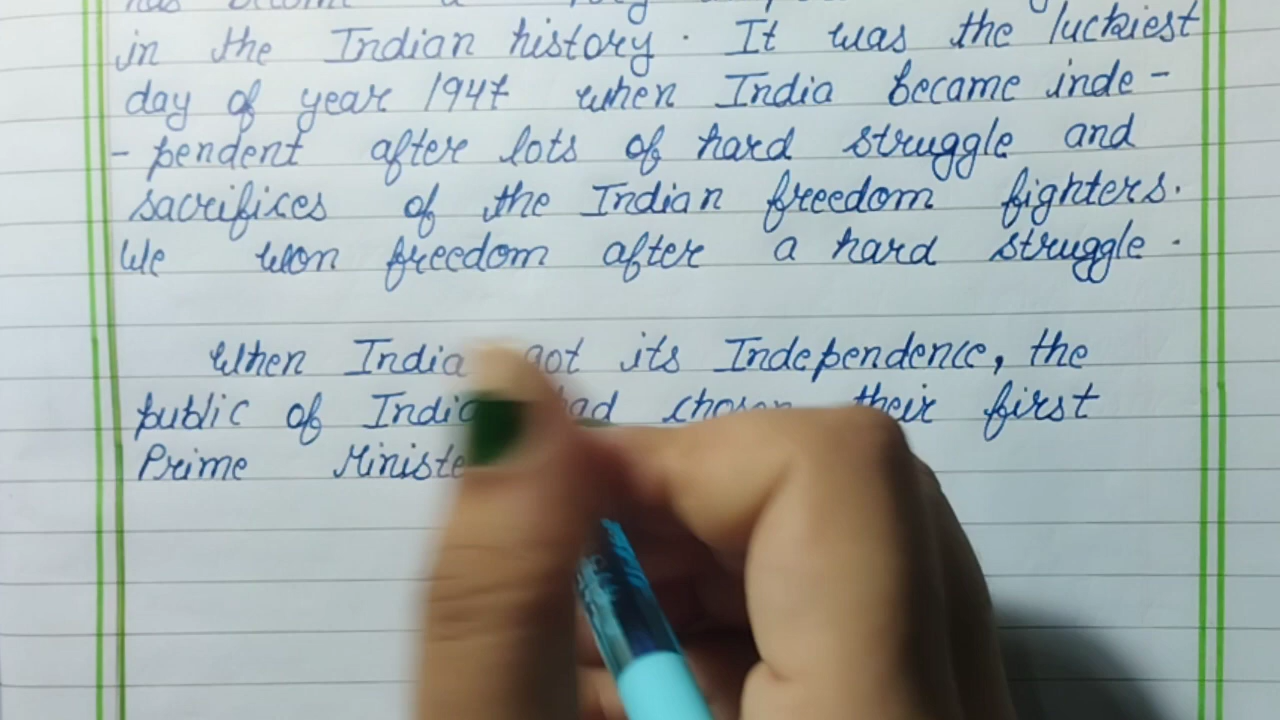 in the Indian history. It was the luckiest
day of year 1947 when India became inde-
-pendent after lots of hard struggle and
sacrifices of the Indian freedom fighters.
We won freedom after a hard struggle.
When India got its Independence, the
public of India had chosen their first
Prime Ministe